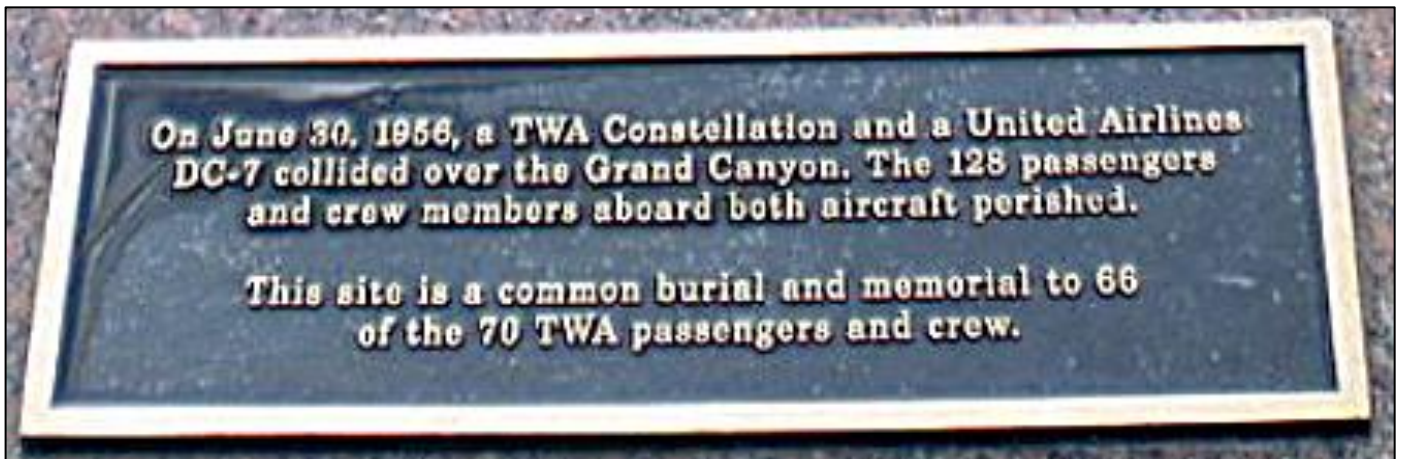 On June 30, 1956, a TWA Constellation and a United Airlines
DC-7 collided over the Grand Canyon. The 128 passengers
and crew members aboard both aircraft perished.
This site is a common burial and memorial to 66
of the 70 TWA passengers and crew.